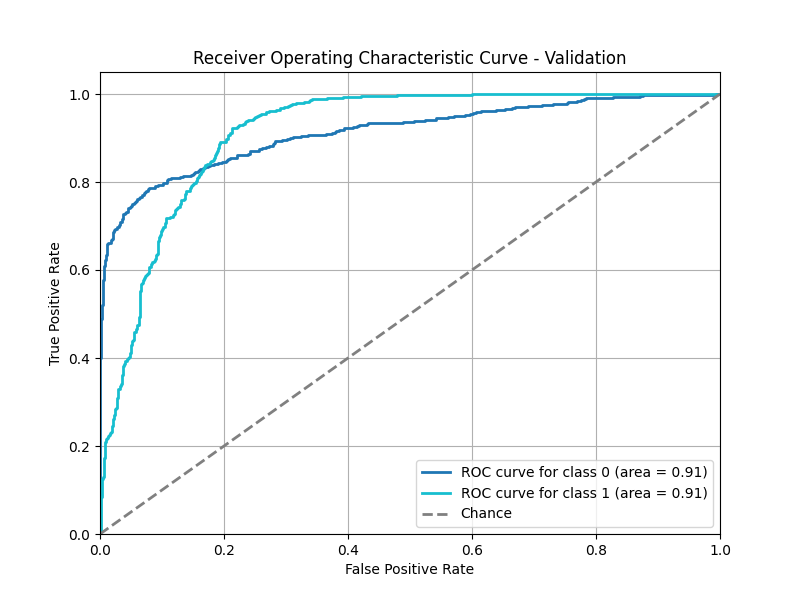 Receiver Operating Characteristic Curve - Validation
True Positive Rate
1.0
0.8
0.6
0.4
0.2
0.0
0.0 0.2 0.4 0.6 0.8 1.0
False Positive Rate
ROC curve for class 0 (area = 0.91)
ROC curve for class 1 (area = 0.91)
Chance